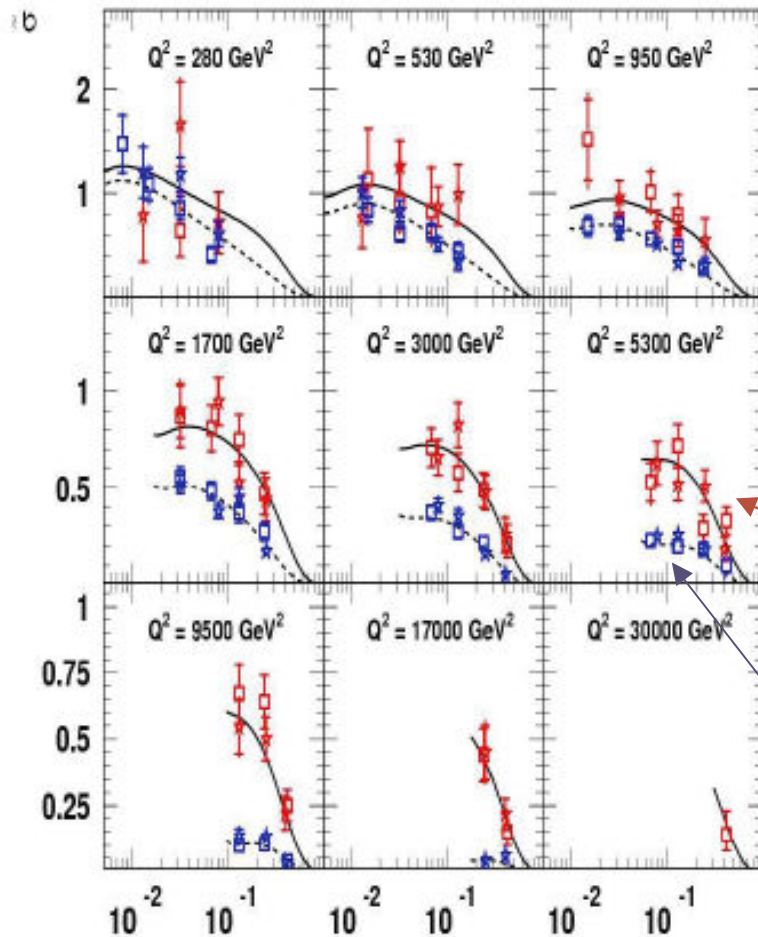 σ̃
Q² = 280 GeV²
Q² = 530 GeV²
Q² = 950 GeV²
2
1
Q² = 1700 GeV²
Q² = 3000 GeV²
Q² = 5300 GeV²
1
0.5
Q² = 9500 GeV²
Q² = 17000 GeV²
Q² = 30000 GeV²
1
0.75
0.5
0.25
10⁻² 10⁻¹ 10⁻² 10⁻¹ 10⁻² 10⁻¹